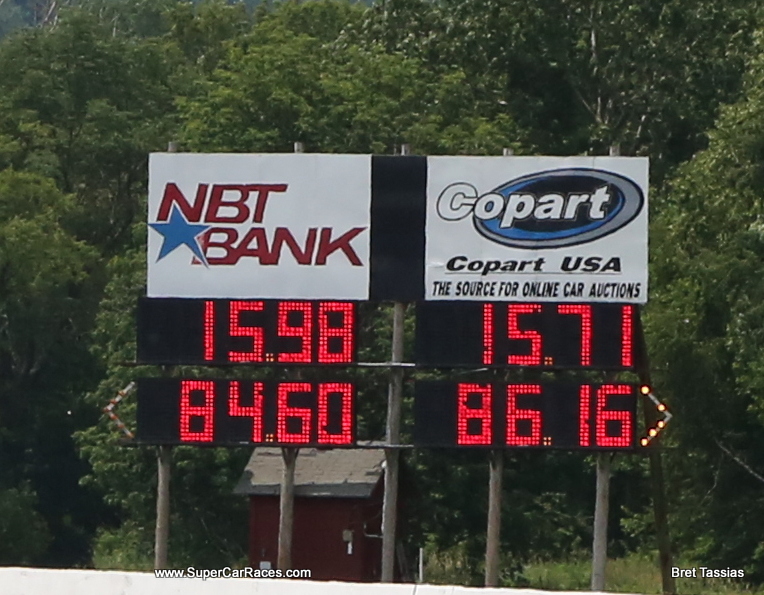 NBT
BANK
Copart
Copart USA
THE SOURCE FOR ONLINE CAR AUCTIONS
15.98
15.71
84.60
86.16
www.SuperCarRaces.com
Bret Tassias